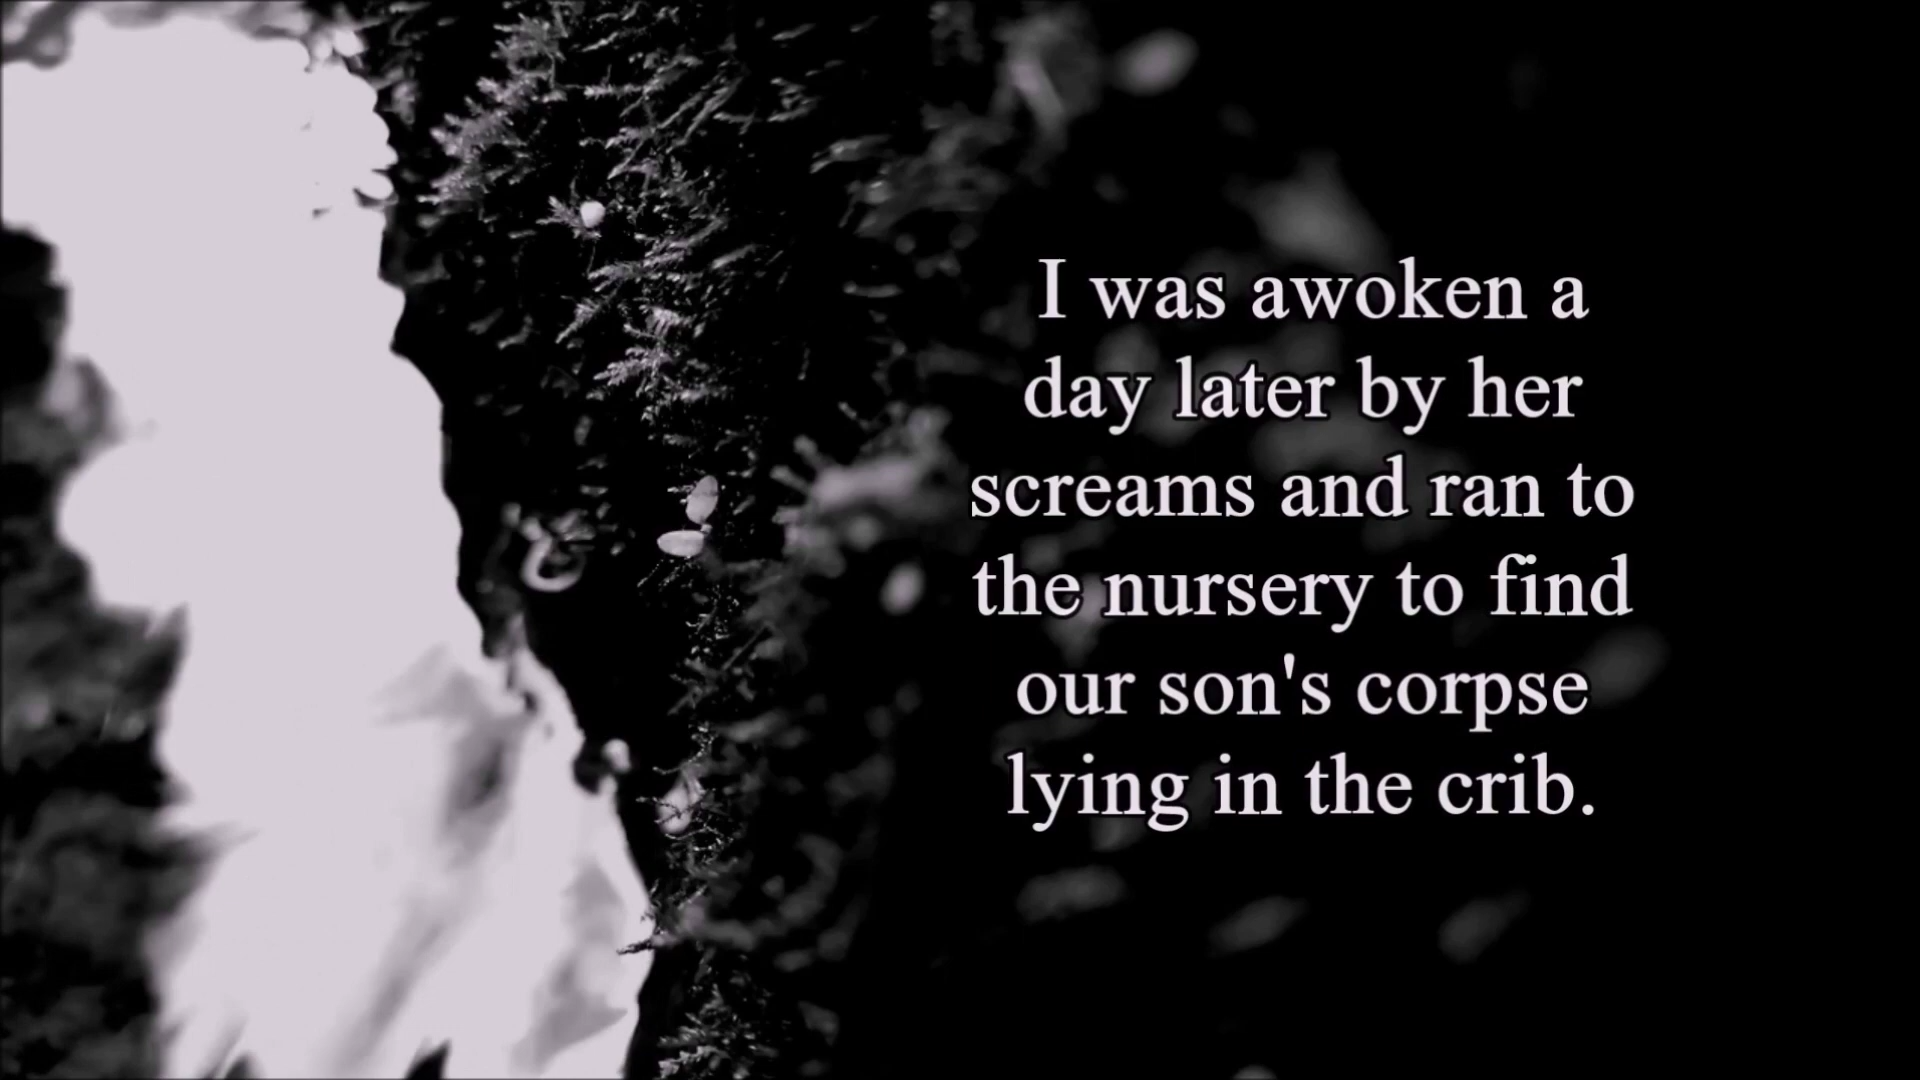 I was awoken a
day later by her
screams and ran to
the nursery to find
our son's corpse
lying in the crib.